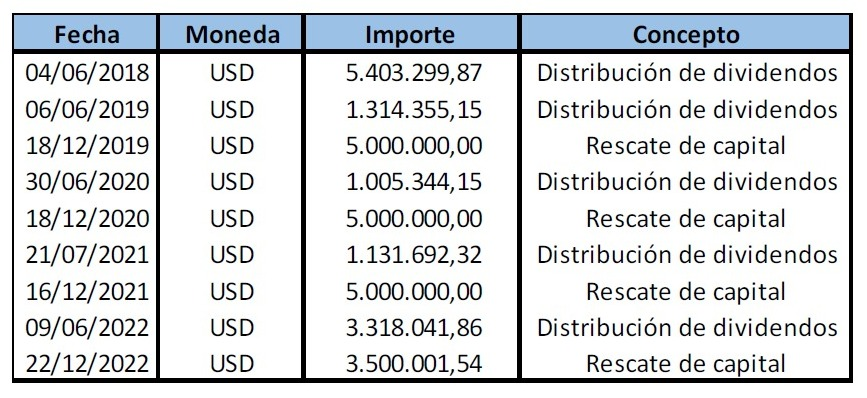 Fecha Moneda Importe Concepto
04/06/2018 USD 5.403.299,87 Distribución de dividendos
06/06/2019 USD 1.314.355,15 Distribución de dividendos
18/12/2019 USD 5.000.000,00 Rescate de capital
30/06/2020 USD 1.005.344,15 Distribución de dividendos
18/12/2020 USD 5.000.000,00 Rescate de capital
21/07/2021 USD 1.131.692,32 Distribución de dividendos
16/12/2021 USD 5.000.000,00 Rescate de capital
09/06/2022 USD 3.318.041,86 Distribución de dividendos
22/12/2022 USD 3.500.001,54 Rescate de capital